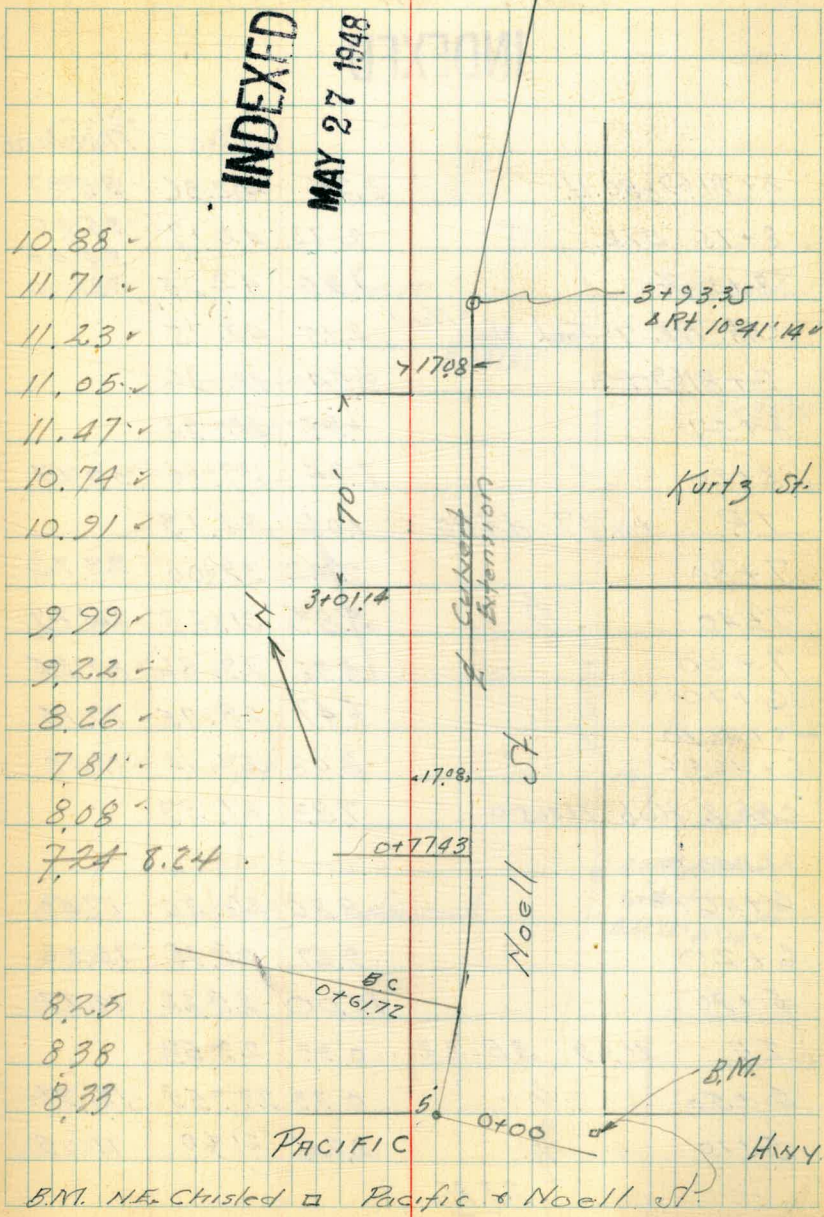 INDEXED
MAY 27 1948
10.88
11.71
11.23
11.05
11.47
10.74
10.91
9.99
9.22
8.26
7.81
8.08
7.24 8.24
8.25
8.38
8.33
3+93.35
Δ Rt 10°41'14"
17.08
70'
Kurtz St.
3+01.14
N
℄ Culvert
Extension
17.08
0+77.43
Noell St.
B.C
0+61.72
B.M.
5'
0+00
PACIFIC HWY.
B.M. N.E. Chisled □ Pacific & Noell St.